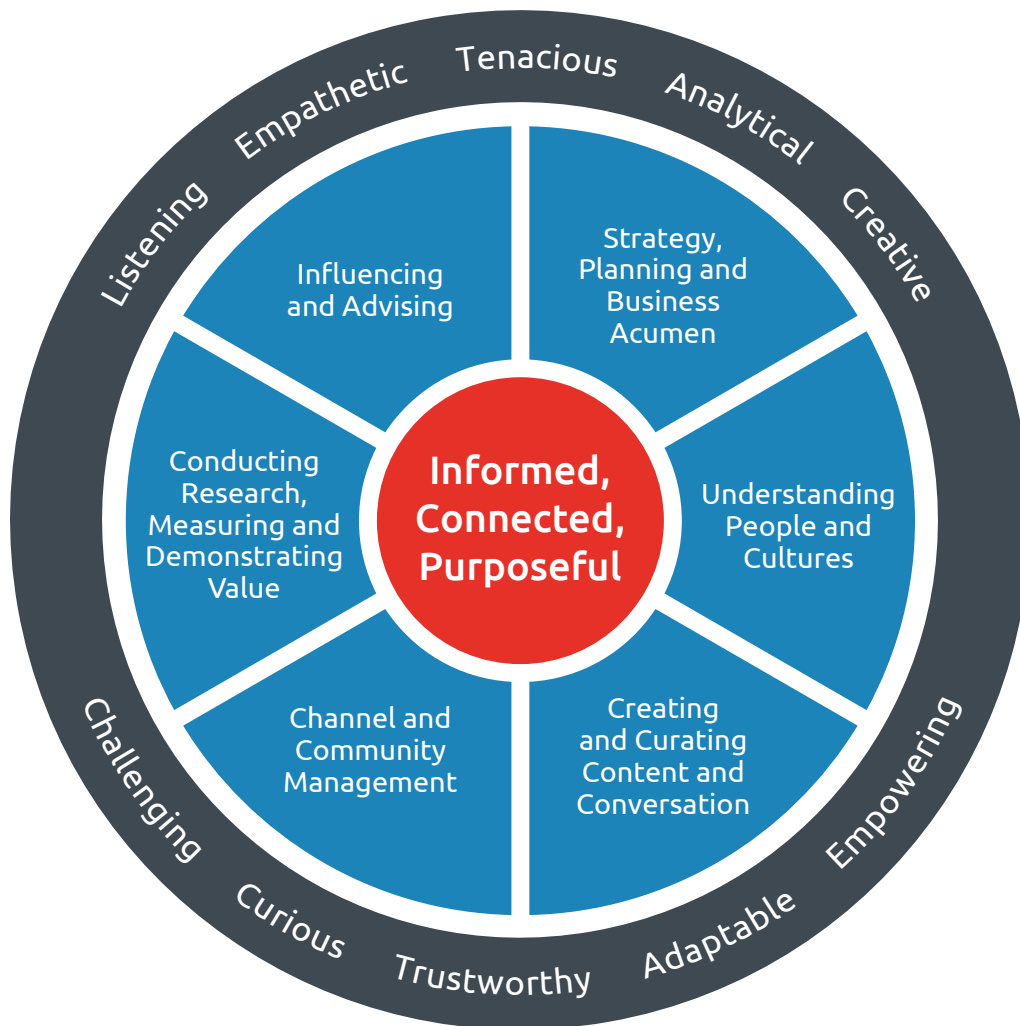 Listening
Empathetic
Tenacious
Analytical
Creative
Influencing
and Advising
Strategy,
Planning and
Business
Acumen
Conducting
Research,
Measuring and
Demonstrating
Value
Informed,
Connected,
Purposeful
Understanding
People and
Cultures
Channel and
Community
Management
Creating
and Curating
Content and
Conversation
Challenging
Curious
Trustworthy
Adaptable
Empowering